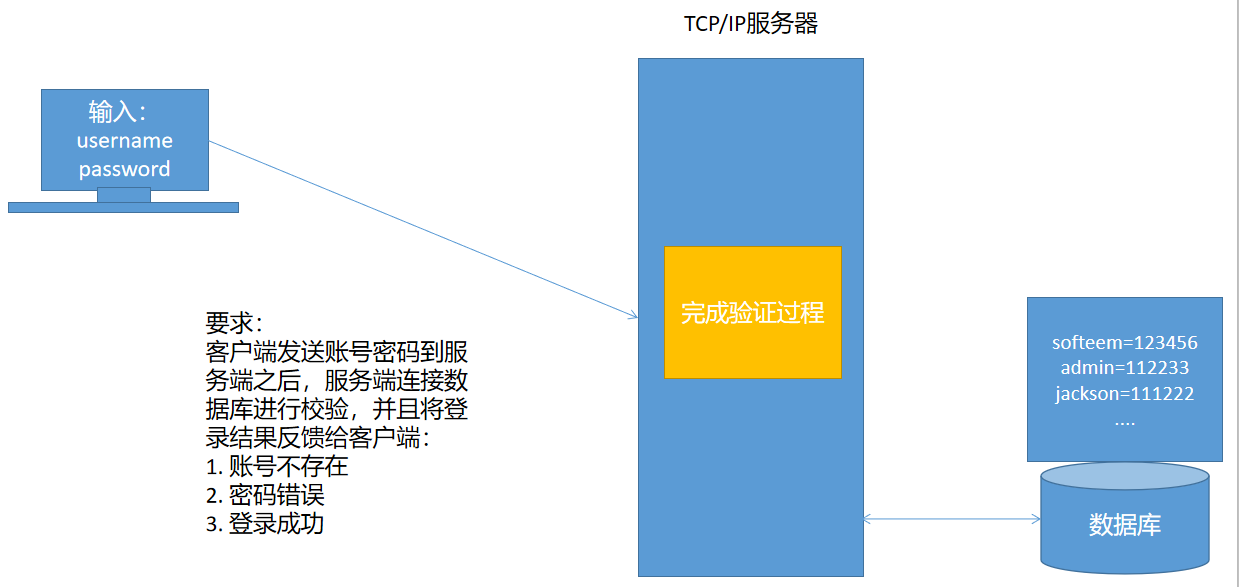 TCP/IP服务器
输入：
username
password
完成验证过程
要求：
客户端发送账号密码到服
务端之后，服务端连接数
据库进行校验，并且将登
录结果反馈给客户端：
1. 账号不存在
2. 密码错误
3. 登录成功
softeem=123456
admin=112233
jackson=111222
....
数据库